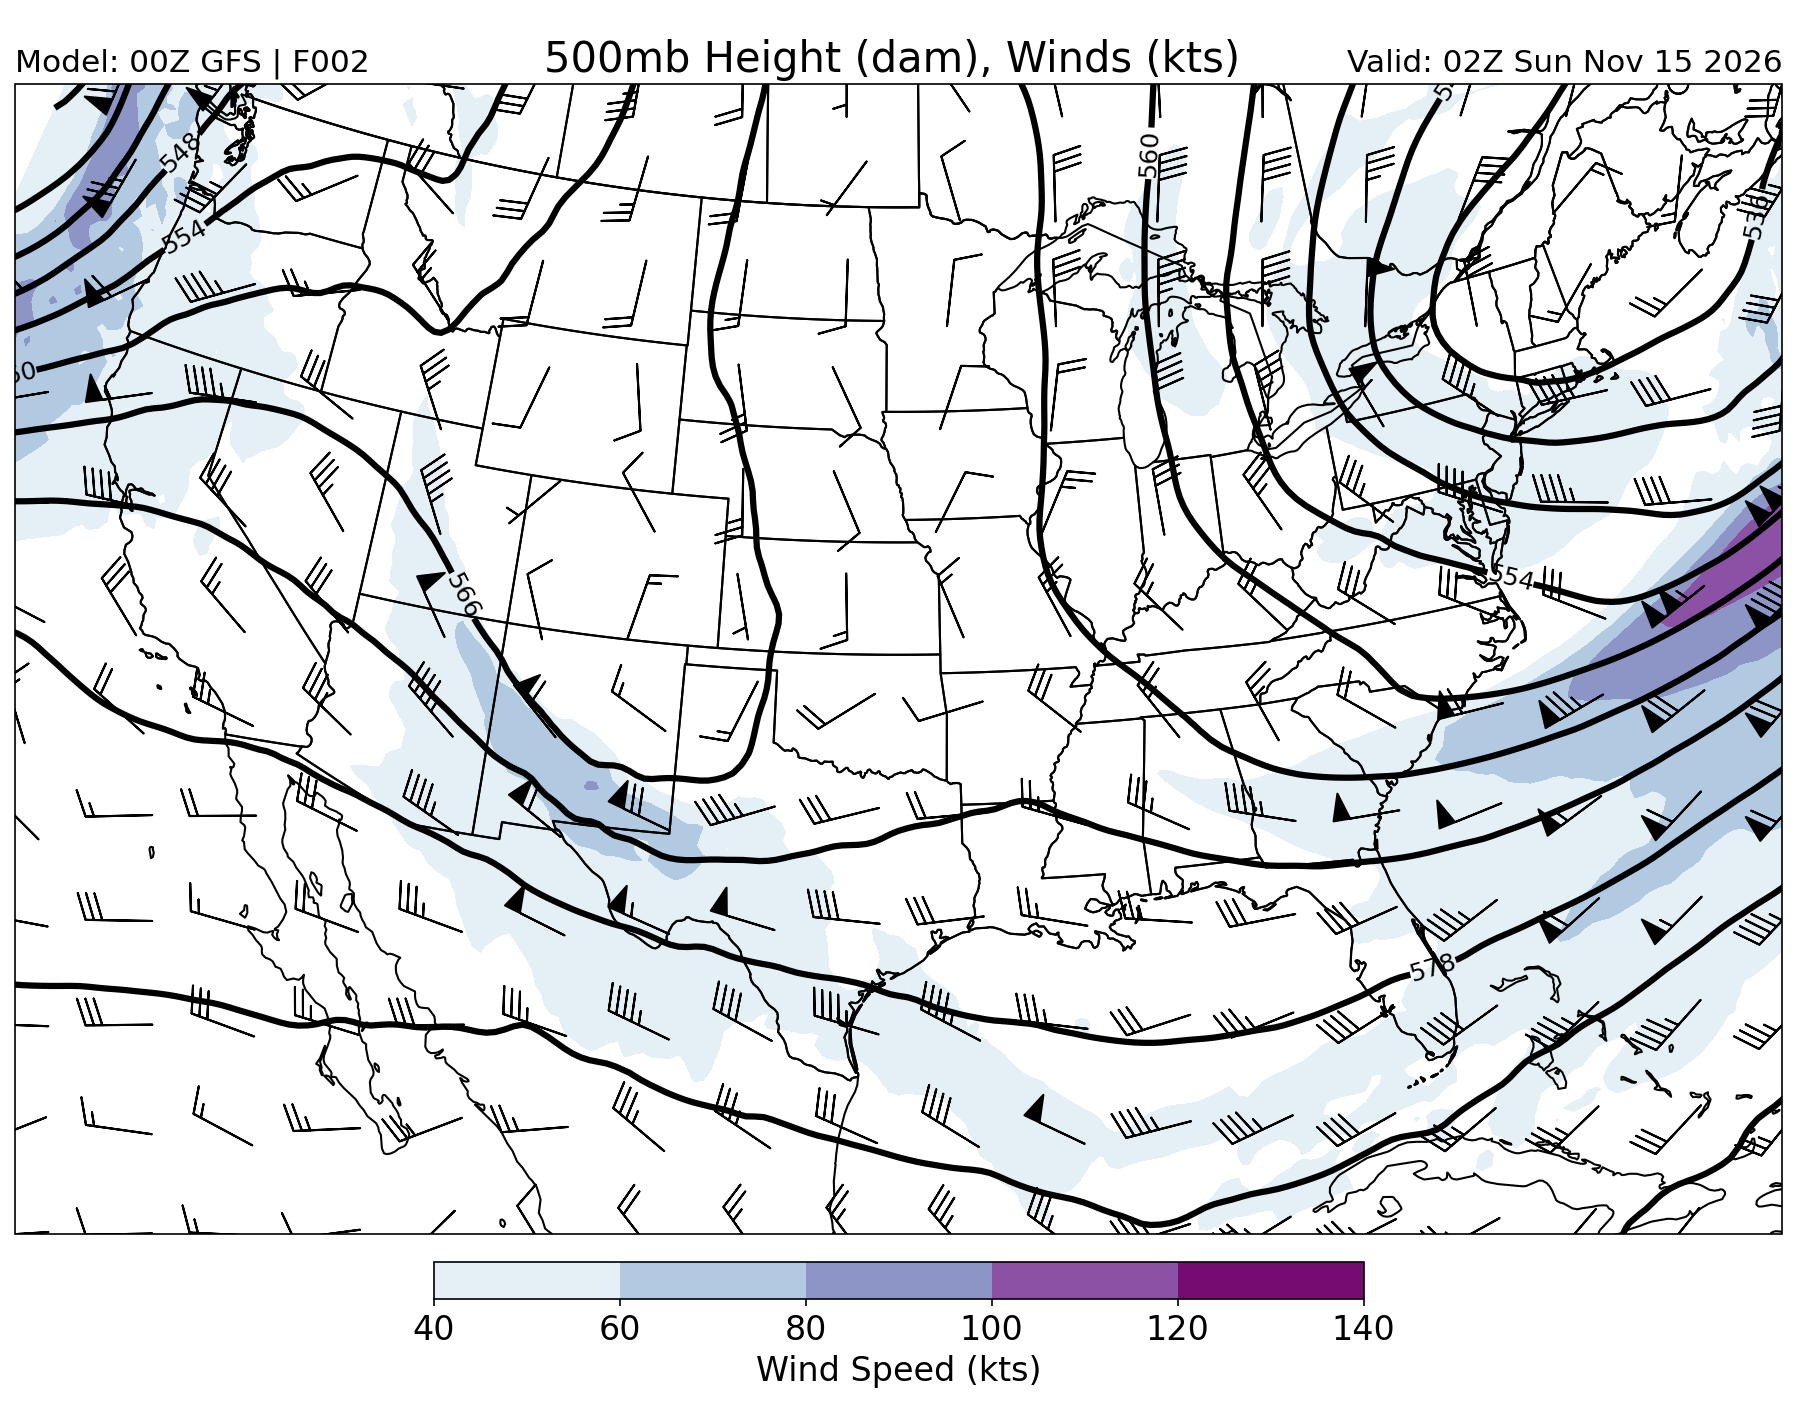 500mb Height (dam), Winds (kts)
Model: 00Z GFS | F002
Valid: 02Z Sun Nov 15 2026
548
560
536
554
566
554
578
40 60 80 100 120 140
Wind Speed (kts)